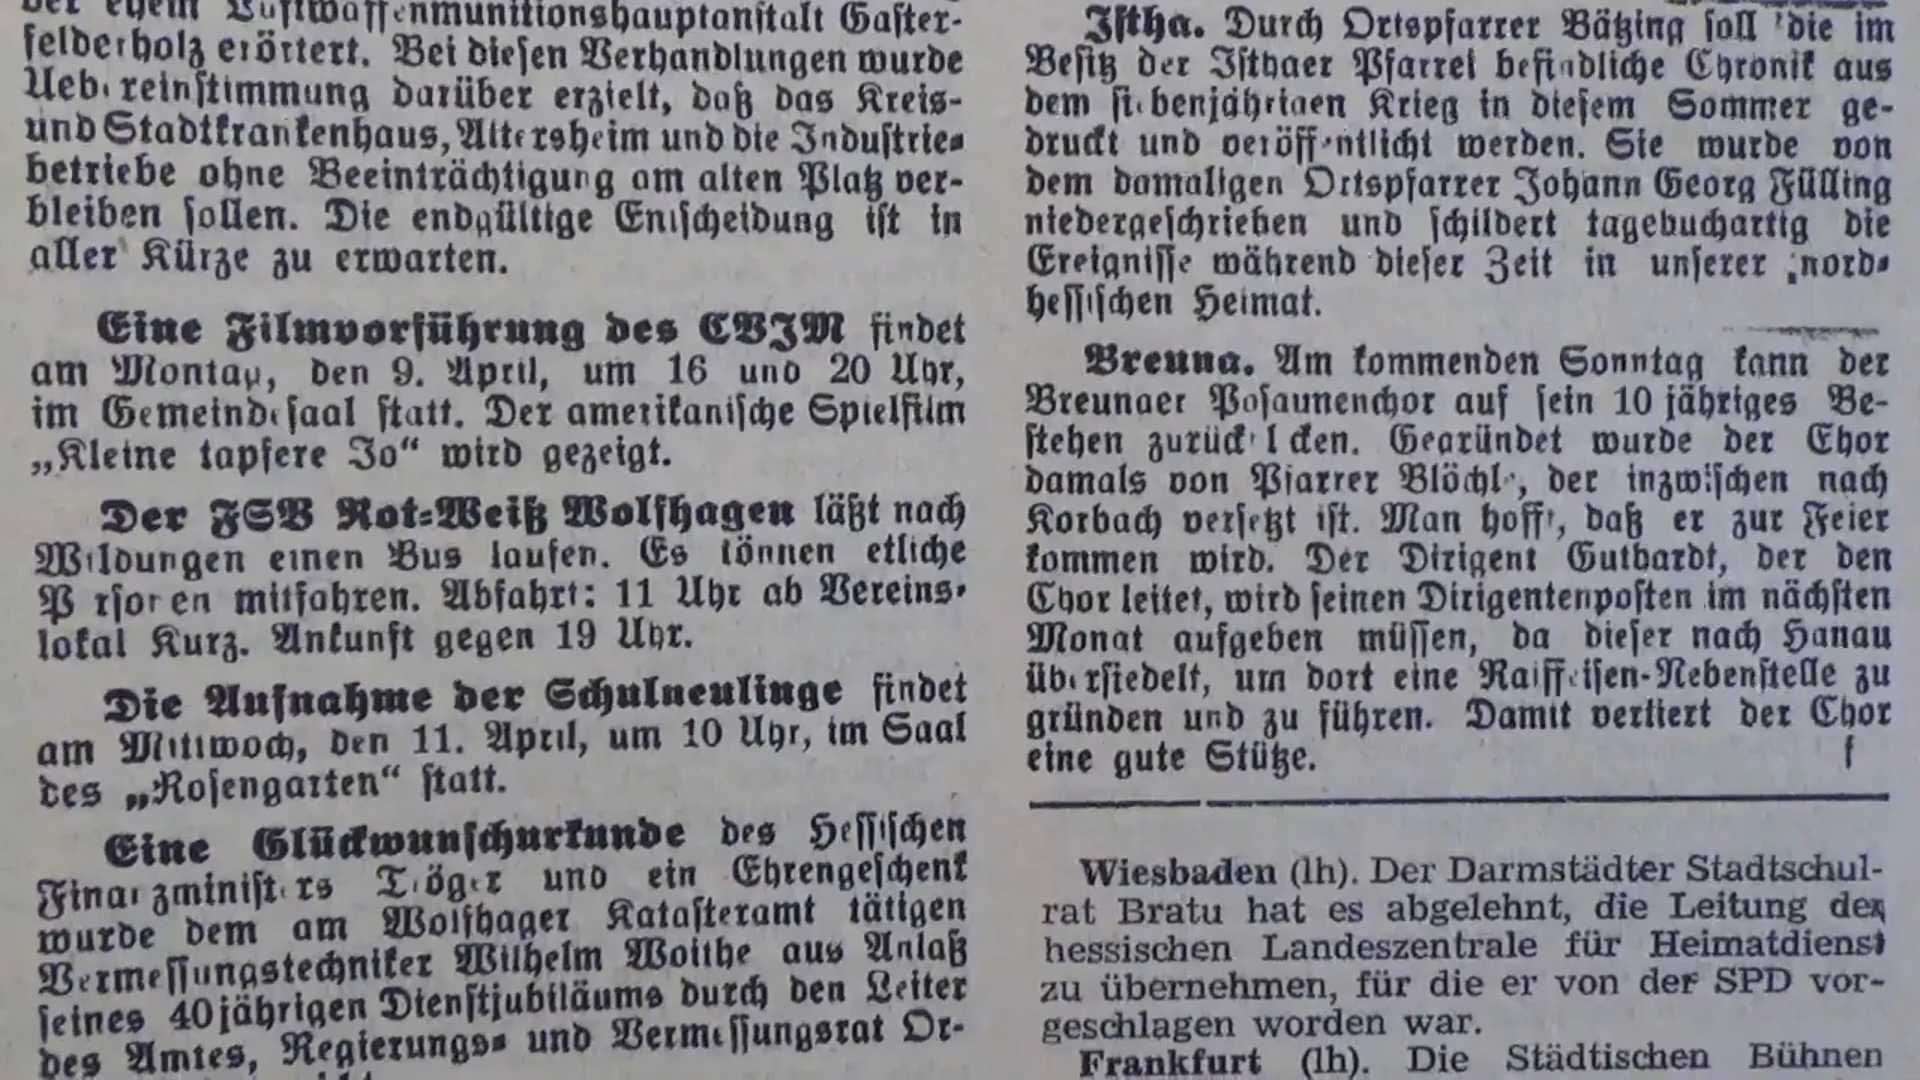 der ehem Luftwaffenmunitionshauptanstalt Gaster-
felderholz erörtert. Bei diesen Verhandlungen wurde
Ueb reinstimmung darüber erzielt, daß das Kreis-
und Stadtkrankenhaus, Altersheim und die Industrie-
betriebe ohne Beeinträchtigung am alten Platz ver-
bleiben sollen. Die endgültige Entscheidung ist in
aller Kürze zu erwarten.
Eine Filmvorführung des CVJM findet
am Montag, den 9. April, um 16 und 20 Uhr,
im Gemeindesaal statt. Der amerikanische Spielfilm
„Kleine tapfere Jo“ wird gezeigt.
Der FSV Rot-Weiß Wolfhagen läßt nach
Wildungen einen Bus laufen. Es können etliche
P rsonen mitfahren. Abfahrt: 11 Uhr ab Vereins-
lokal Kurz. Ankunft gegen 19 Uhr.
Die Aufnahme der Schulneulinge findet
am Mittwoch, den 11. April, um 10 Uhr, im Saal
des „Rosengarten“ statt.
Eine Glückwunschurkunde des Hessischen
Finanzminist rs Tröger und ein Ehrengeschenk
wurde dem am Wolfhager Katasteramt tätigen
Vermessungstechniker Wilhelm Woithe aus Anlaß
seines 40jährigen Dienstjubiläums durch den Leiter
des Amtes, Regierungs- und Vermessungsrat Or-
Istha. Durch Ortspfarrer Bätzing soll die im
Besitz der Isthaer Pfarrei befindliche Chronik aus
dem siebenjährigen Krieg in diesem Sommer ge-
druckt und veröffentlicht werden. Sie wurde von
dem damaligen Ortspfarrer Johann Georg Fülling
niedergeschrieben und schildert tagebuchartig die
Ereignisse während dieser Zeit in unserer nord-
hessischen Heimat.
Breuna. Am kommenden Sonntag kann der
Breunaer Posaunenchor auf sein 10 jähriges Be-
stehen zurückblicken. Gegründet wurde der Chor
damals von Pfarrer der inzwischen nach
Korbach versetzt ist. Man hofft, daß er zur Feier
kommen wird. Der Dirigent Guthardt, der den
Chor leitet, wird seinen Dirigentenposten im nächsten
Monat aufgeben müssen, da dieser nach Hanau
übersiedelt, um dort eine Raiffeisen-Nebenstelle zu
gründen und zu führen. Damit verliert der Chor
eine gute Stütze. f
Wiesbaden (lh). Der Darmstädter Stadtschul-
rat Bratu hat es abgelehnt, die Leitung der
hessischen Landeszentrale für Heimatdienst
zu übernehmen, für die er von der SPD vor-
geschlagen worden war.
Frankfurt (lh). Die Städtischen Bühnen